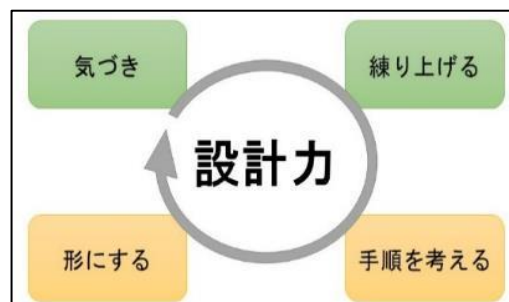 気づき
練り上げる
設計力
形にする
手順を考える